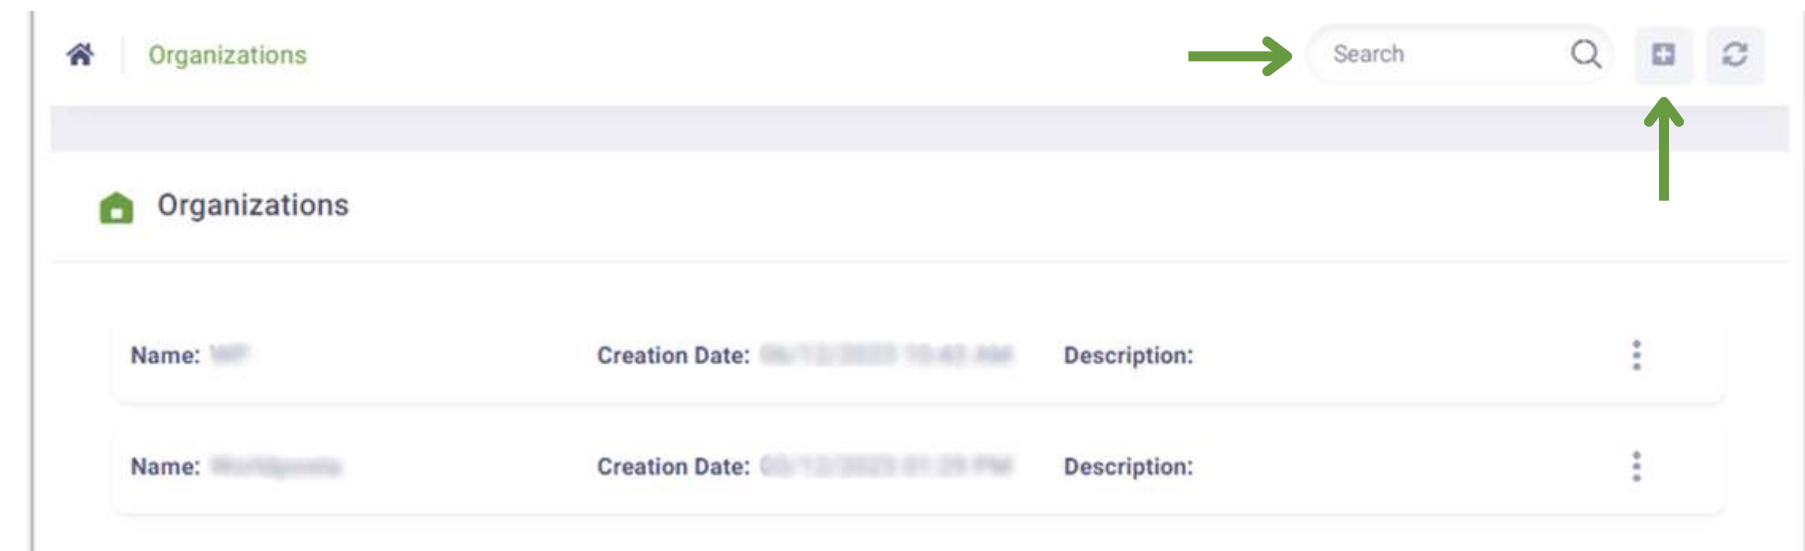 Organizations
Search
Organizations
Name:
Creation Date:
Description:
Name:
Creation Date:
Description: